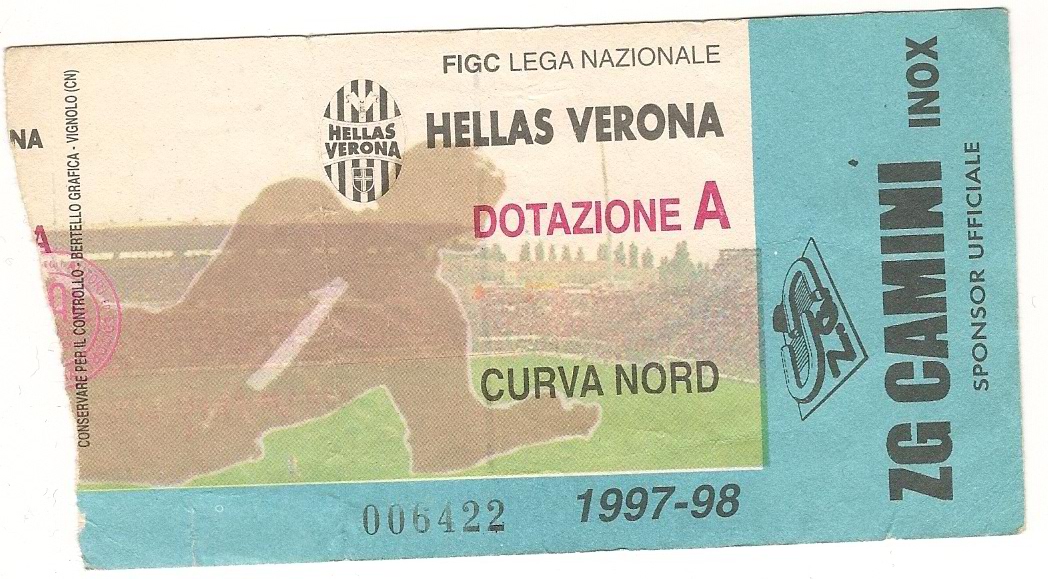 NA
A
CONSERVARE PER IL CONTROLLO - BERTELLO GRAFICA - VIGNOLO (CN)
FIGC LEGA NAZIONALE
HELLAS VERONA
HELLAS
VERONA
DOTAZIONE A
CURVA NORD
006422
1997-98
ZG CAMINI INOX
SPONSOR UFFICIALE